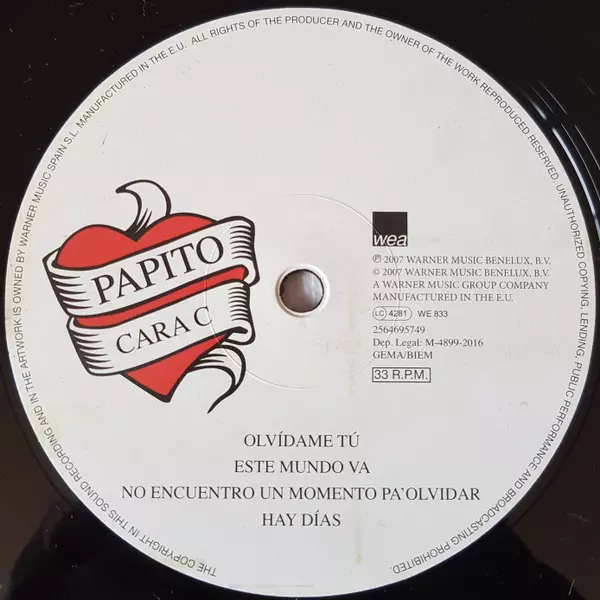 MANUFACTURED IN THE E.U. ALL RIGHTS OF THE PRODUCER AND THE OWNER OF THE WORK REPRODUCED RESERVED. UNAUTHORIZED COPYING, LENDING, PUBLIC PERFORMANCE AND BROADCASTING PROHIBITED.
THE COPYRIGHT IN THIS SOUND RECORDING AND IN THE ARTWORK IS OWNED BY WARNER MUSIC SPAIN S.L.
PAPITO
CARA C
wea
℗ 2007 WARNER MUSIC BENELUX, B.V.
© 2007 WARNER MUSIC BENELUX, B.V.
A WARNER MUSIC GROUP COMPANY
MANUFACTURED IN THE E.U.
LC 4281 WE 833
2564695749
Dep. Legal: M-4899-2016
GEMA/BIEM
33 R.P.M.
OLVÍDAME TÚ
ESTE MUNDO VA
NO ENCUENTRO UN MOMENTO PA'OLVIDAR
HAY DÍAS